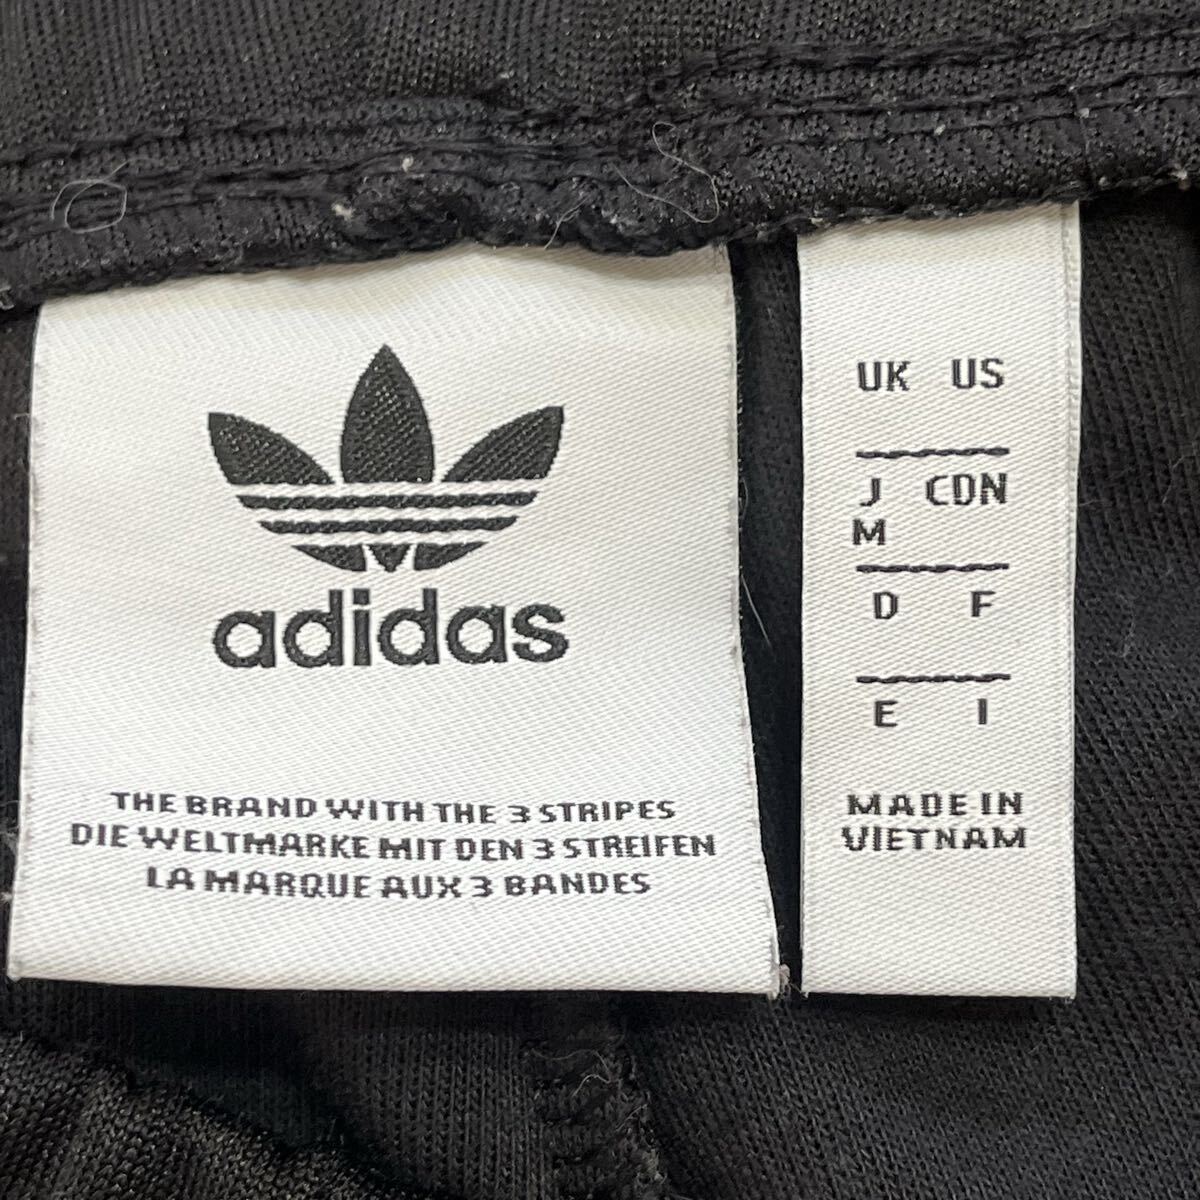 adidas
THE BRAND WITH THE 3 STRIPES
DIE WELTMARKE MIT DEN 3 STREIFEN
LA MARQUE AUX 3 BANDES
UK US
J CDN
M
D F
E I
MADE IN
VIETNAM